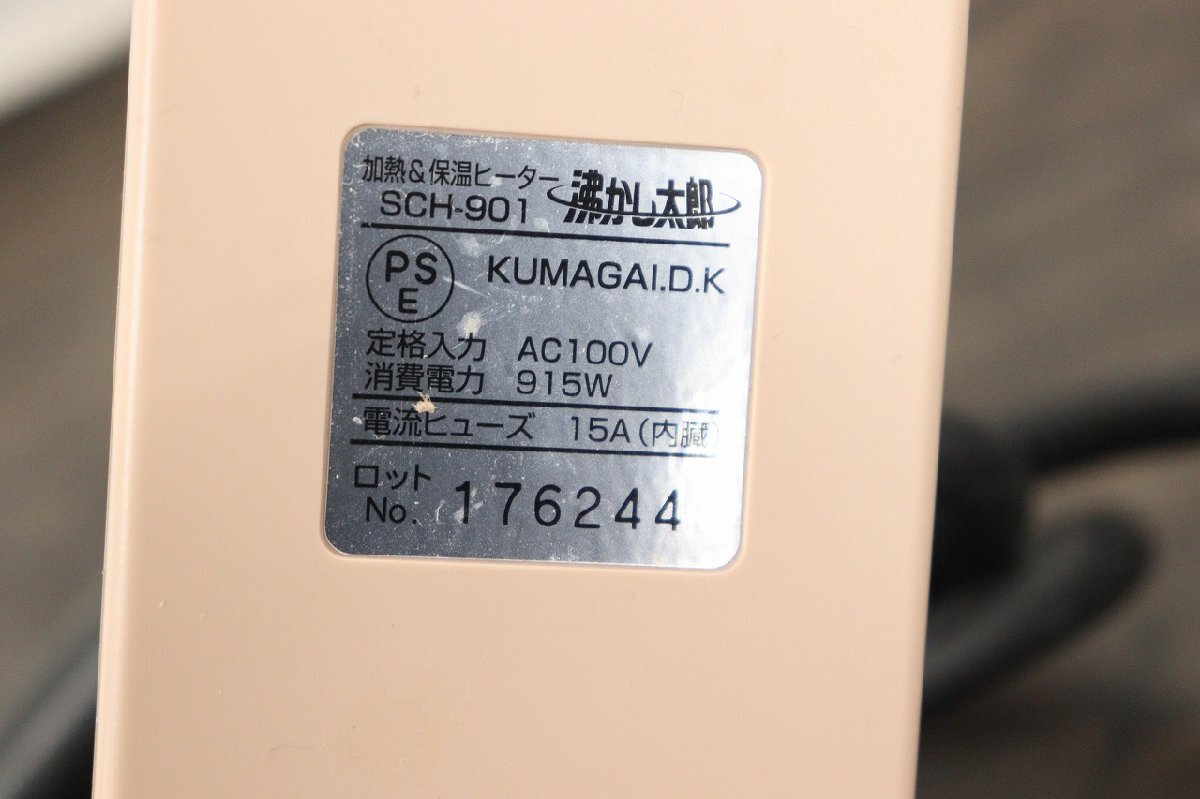 加熱&保温ヒーター 沸かし太郎
SCH-901
PS
E
KUMAGAI.D.K
定格入力 AC100V
消費電力 915W
電流ヒューズ 15A(内臓)
ロット
No. 176244